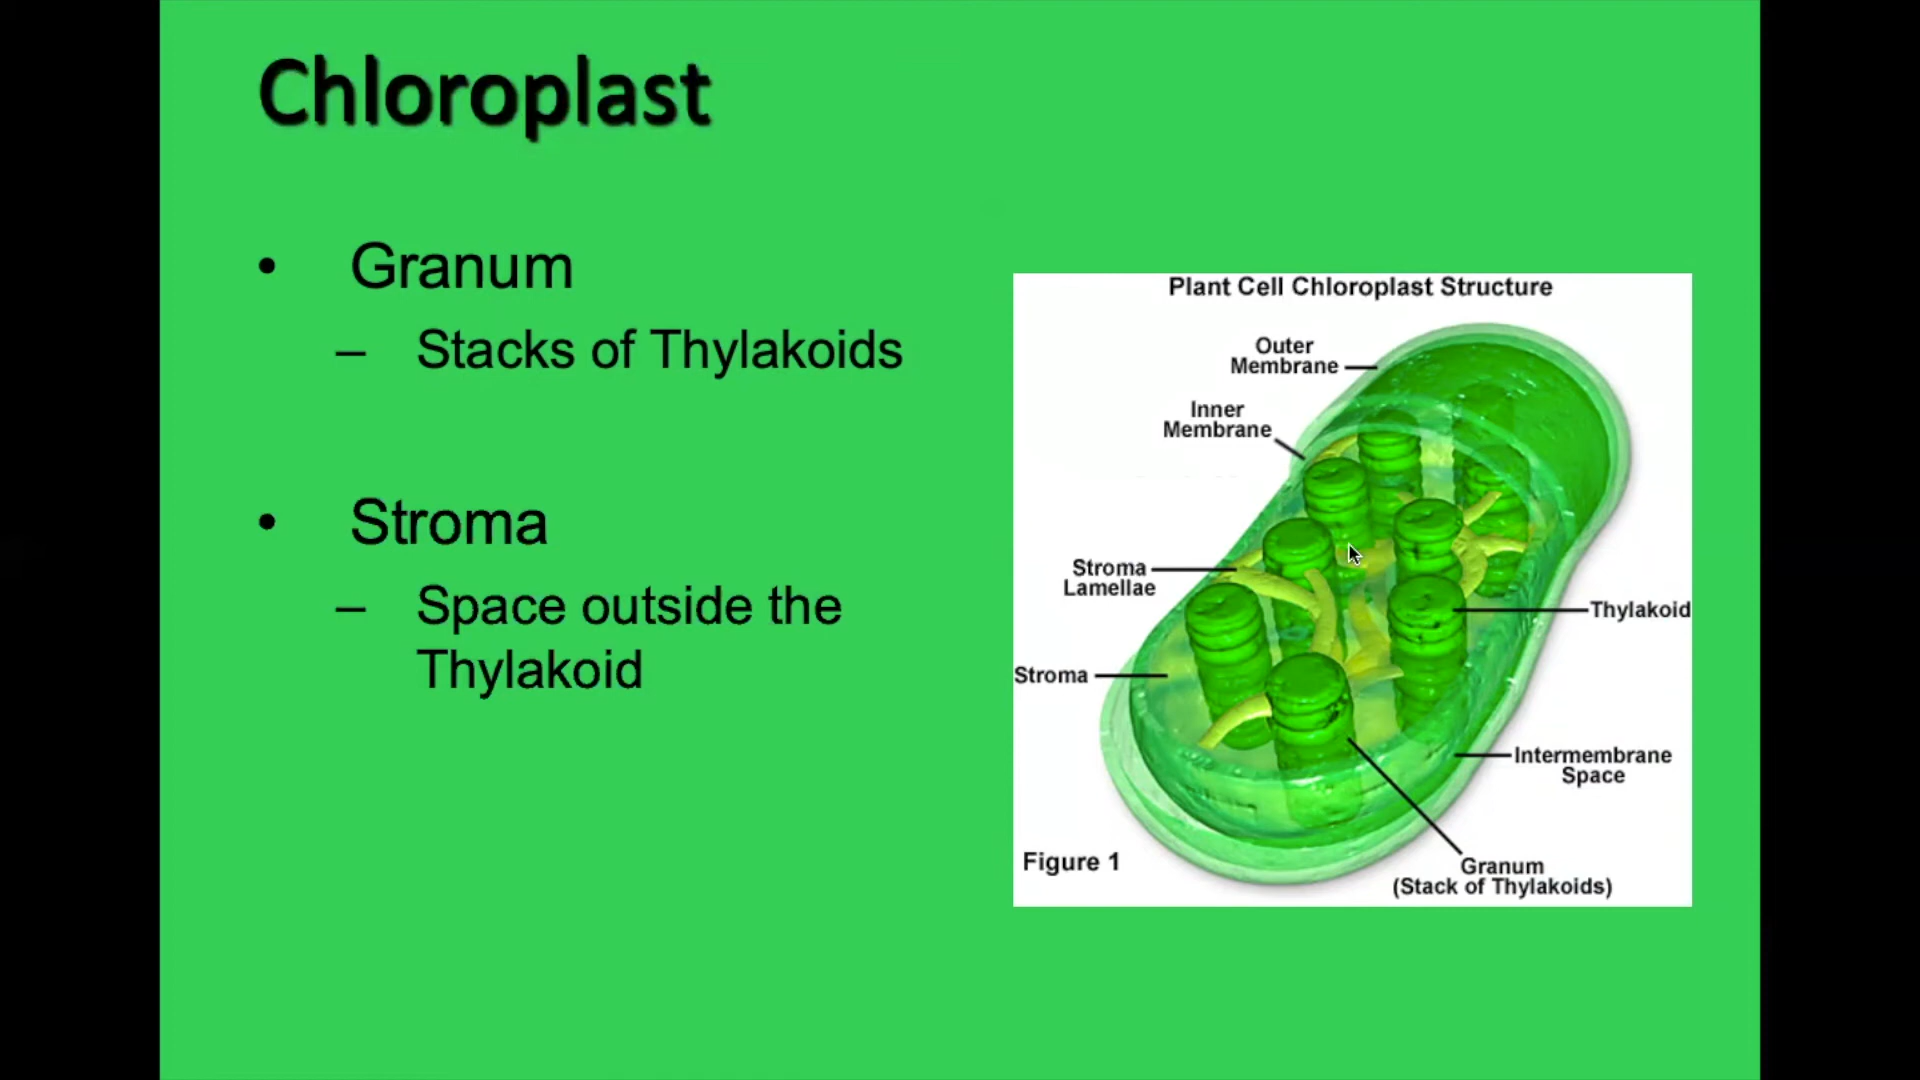 Chloroplast
• Granum
– Stacks of Thylakoids
• Stroma
– Space outside the
Thylakoid
Plant Cell Chloroplast Structure
Outer
Membrane
Inner
Membrane
Stroma
Lamellae
Thylakoid
Stroma
Intermembrane
Space
Granum
(Stack of Thylakoids)
Figure 1